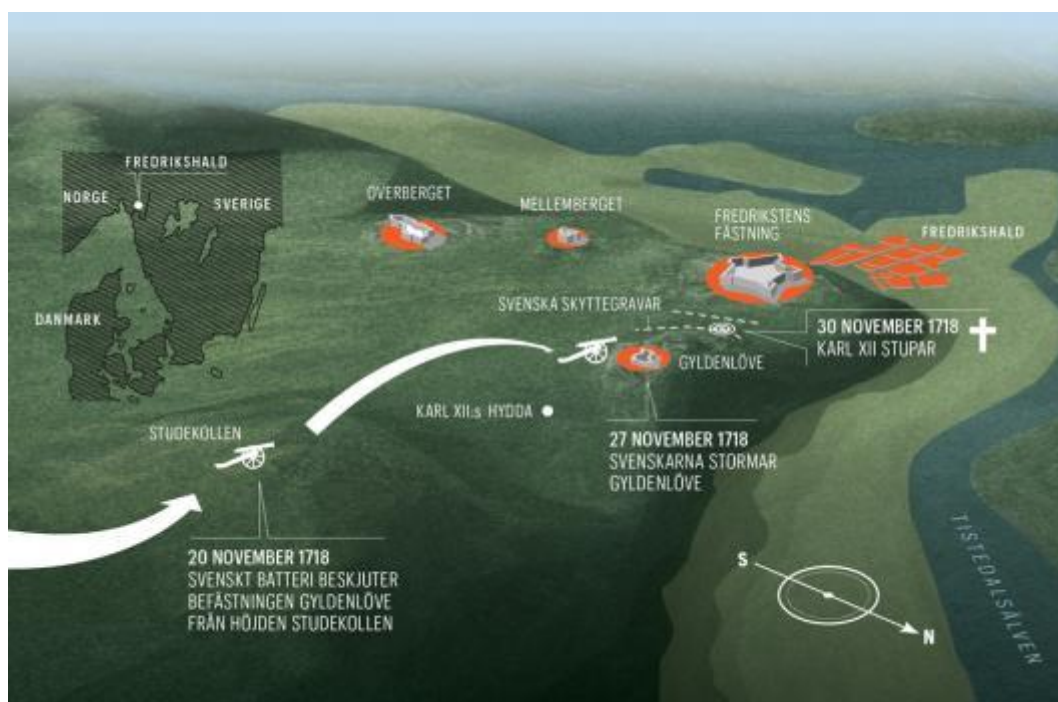 FREDRIKSHALD
NORGE
SVERIGE
DANMARK
ÖVERBERGET
MELLEMBERGET
FREDRIKSTENS
FÄSTNING
FREDRIKSHALD
SVENSKA SKYTTEGRAVAR
30 NOVEMBER 1718
KARL XII STUPAR
GYLDENLÖVE
KARL XII:s HYDDA
STUDEKOLLEN
27 NOVEMBER 1718
SVENSKARNA STORMAR
GYLDENLÖVE
20 NOVEMBER 1718
SVENSKT BATTERI BESKJUTER
BEFÄSTNINGEN GYLDENLÖVE
FRÅN HÖJDEN STUDEKOLLEN
S
N
TISTEDALSÄLVEN